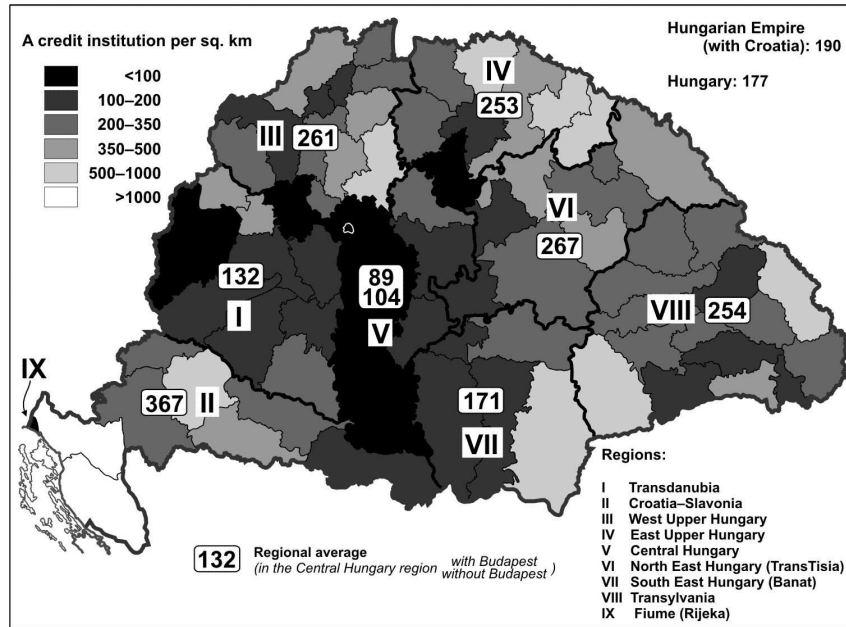 A credit institution per sq. km
<100
100–200
200–350
350–500
500–1000
>1000
Hungarian Empire
(with Croatia): 190
Hungary: 177
IV
253
III
261
VI
267
132
I
89
104
V
VIII
254
IX
367
II
171
VII
132
Regional average
(in the Central Hungary region with Budapest
without Budapest)
Regions:
I Transdanubia
II Croatia–Slavonia
III West Upper Hungary
IV East Upper Hungary
V Central Hungary
VI North East Hungary (TransTisia)
VII South East Hungary (Banat)
VIII Transylvania
IX Fiume (Rijeka)